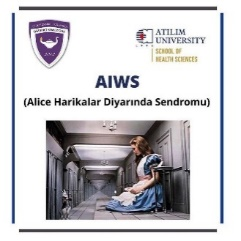 ATILIM
UNIVERSITY
SCHOOL OF
HEALTH SCIENCES
AIWS
(Alice Harikalar Diyarında Sendromu)